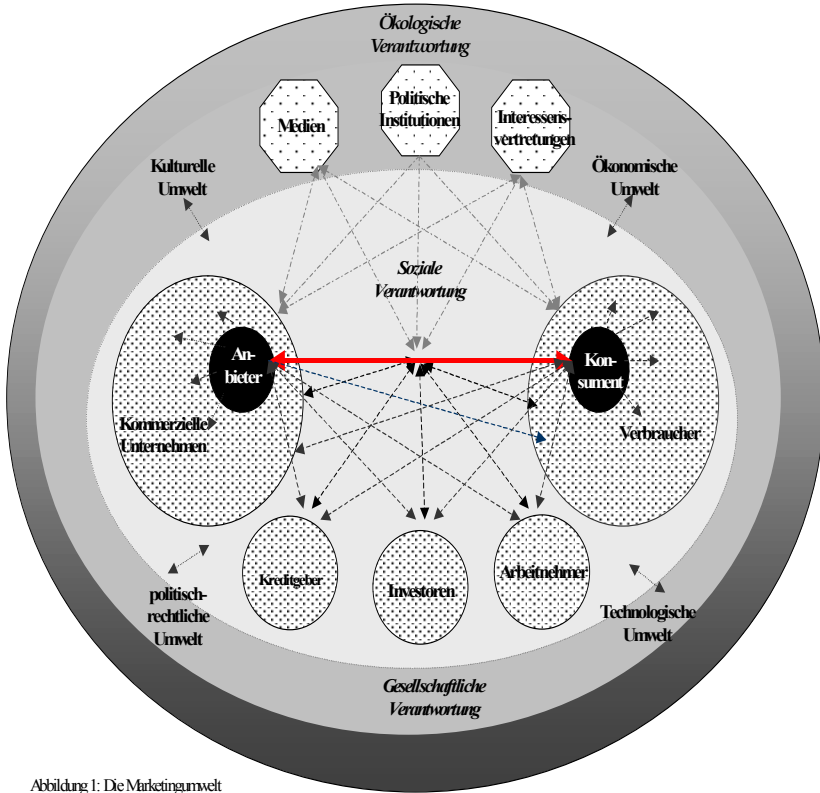 Ökologische
Verantwortung
Medien
Politische
Institutionen
Interessens-
vertretungen
Kulturelle
Umwelt
Ökonomische
Umwelt
Soziale
Verantwortung
An-
bieter
Kon-
sument
Kommerzielle
Unternehmen
Verbraucher
Kreditgeber
Investoren
Arbeitnehmer
politisch-
rechtliche
Umwelt
Technologische
Umwelt
Gesellschaftliche
Verantwortung
Abbildung 1: Die Marketingumwelt